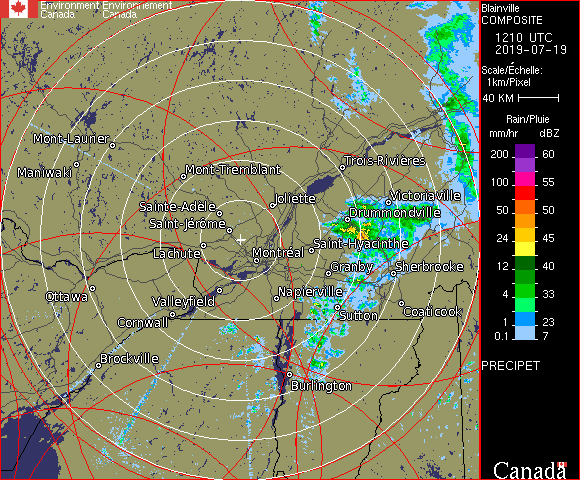 Environment Environnement
Canada Canada
Blainville
COMPOSITE
1210 UTC
2019-07-19
Scale/Échelle:
1km/Pixel
40 KM
Rain/Pluie
mm/hr dBZ
200 60
150 57
100 55
50 50
24 45
12 40
4 33
1 23
0.1 7
PRECIPET
Canada
Mont-Laurier
Maniwaki
Mont-Tremblant
Trois-Rivières
Joliette
Victoriaville
Sainte-Adèle
Drummondville
Saint-Jérôme
Lachute
Montréal
Saint-Hyacinthe
Granby
Sherbrooke
Ottawa
Valleyfield
Napierville
Cornwall
Sutton
Coaticook
Brockville
Burlington